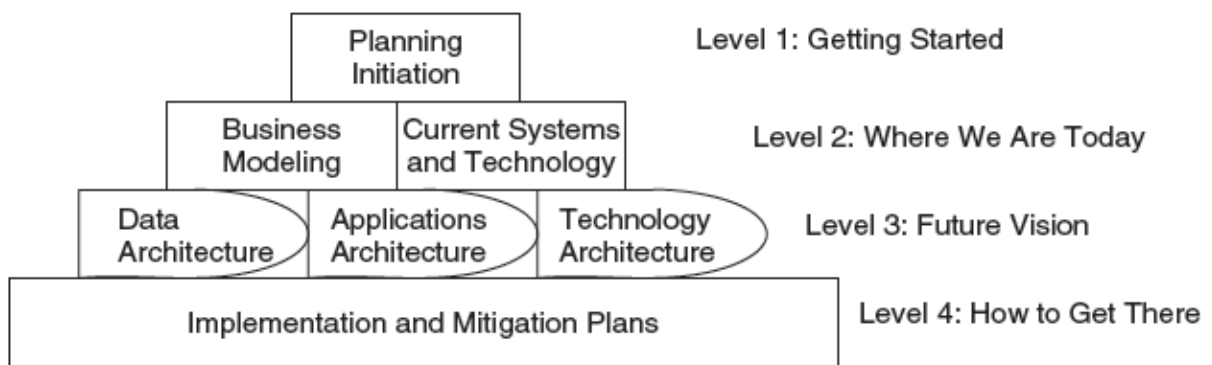 Planning
Initiation
Level 1: Getting Started
Business
Modeling
Current Systems
and Technology
Level 2: Where We Are Today
Data
Architecture
Applications
Architecture
Technology
Architecture
Level 3: Future Vision
Implementation and Mitigation Plans
Level 4: How to Get There